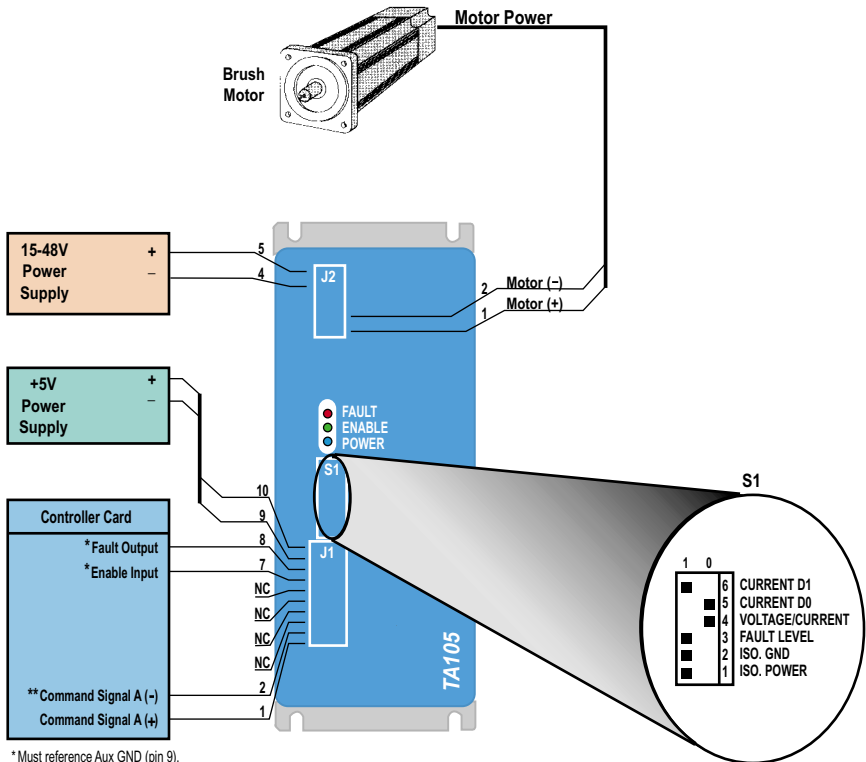 Motor Power
Brush
Motor
15-48V +
Power −
Supply
5
4
J2
2 Motor (−)
1 Motor (+)
+5V +
Power −
Supply
FAULT
ENABLE
POWER
S1
S1
10
9
8
7
NC
NC
NC
NC
2
1
J1
TA105
Controller Card
*Fault Output
*Enable Input
**Command Signal A (-)
Command Signal A (+)
1 0
6 CURRENT D1
5 CURRENT D0
4 VOLTAGE/CURRENT
3 FAULT LEVEL
2 ISO. GND
1 ISO. POWER
*Must reference Aux GND (pin 9).